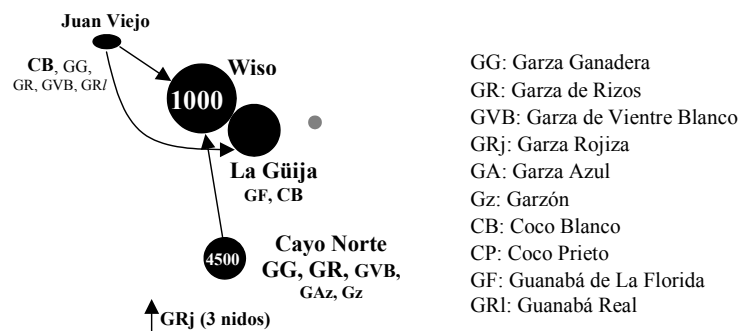 Juan Viejo
CB, GG,
GR, GVB, GRl
Wiso
1000
La Güija
GF, CB
Cayo Norte
4500
GG, GR, GVB,
GAz, Gz
GRj (3 nidos)
GG: Garza Ganadera
GR: Garza de Rizos
GVB: Garza de Vientre Blanco
GRj: Garza Rojiza
GA: Garza Azul
Gz: Garzón
CB: Coco Blanco
CP: Coco Prieto
GF: Guanabá de La Florida
GRl: Guanabá Real